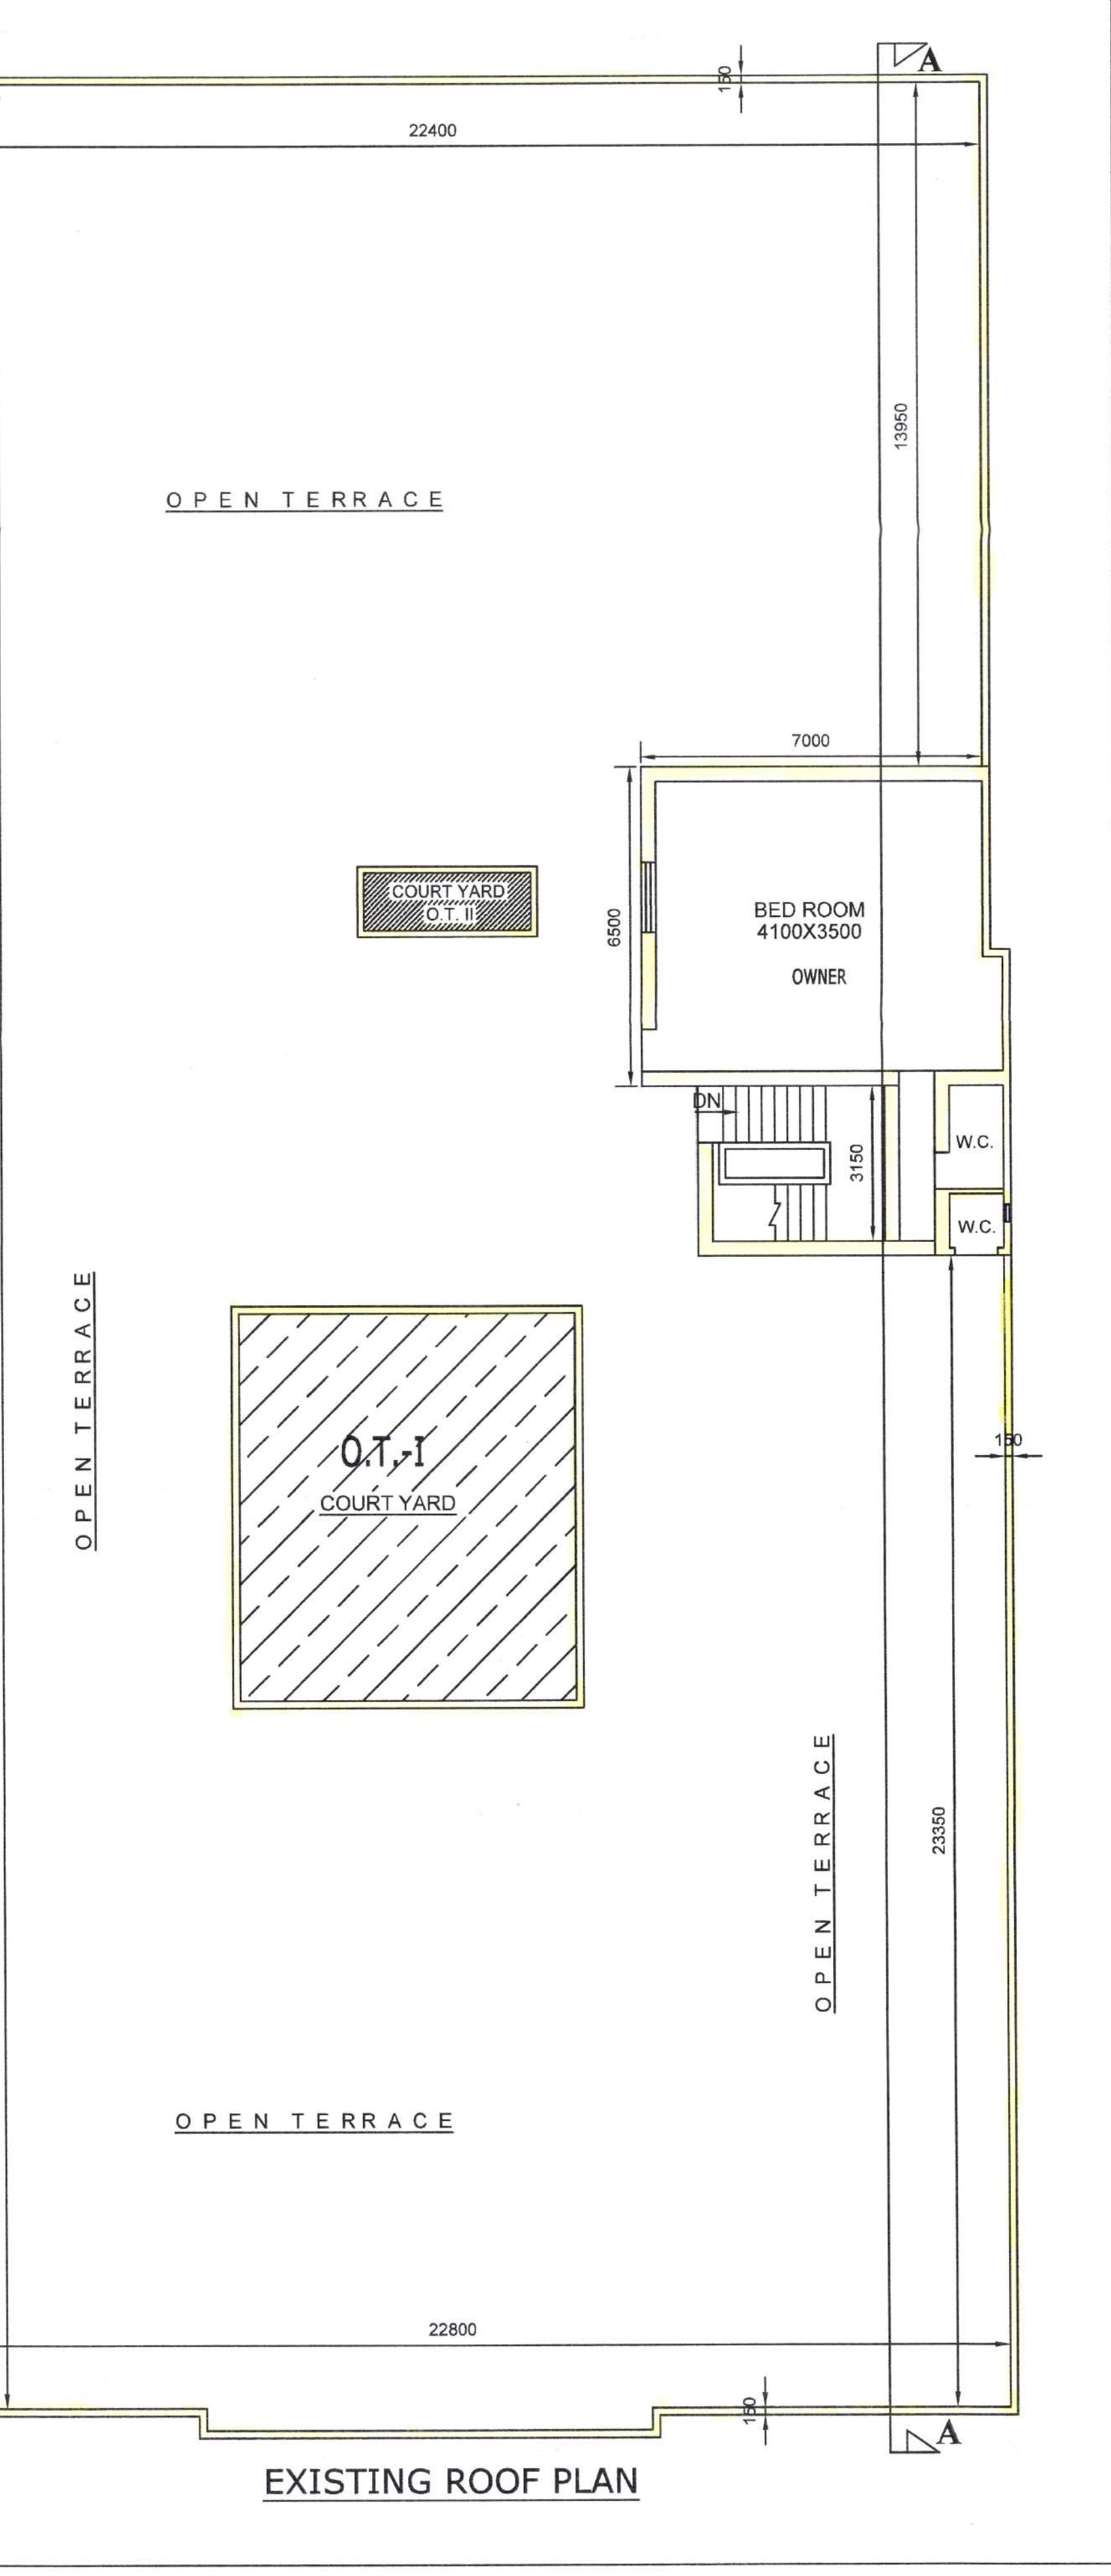 A
150
22400
13950
OPEN TERRACE
7000
COURT YARD
O.T. II
6500
BED ROOM
4100X3500
OWNER
DN
3150
W.C.
W.C.
OPEN TERRACE
O.T.-I
COURT YARD
150
OPEN TERRACE
23350
OPEN TERRACE
22800
150
A
EXISTING ROOF PLAN